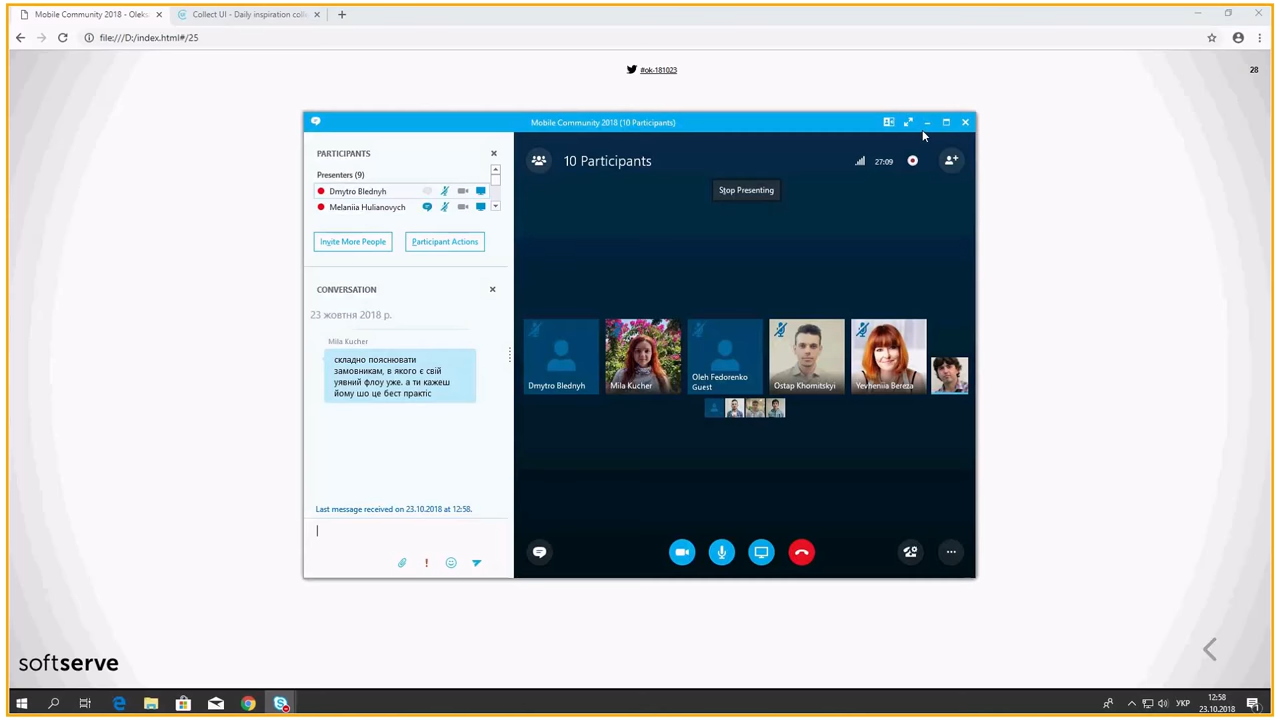 Mobile Community 2018 - Oleks
Collect UI - Daily inspiration colle
file:///D:/index.html#/25
#ok-181023
28
Mobile Community 2018 (10 Participants)
PARTICIPANTS
10 Participants
27:09
Presenters (9)
Stop Presenting
Dmytro Blednyh
Melaniia Hulianovych
Invite More People
Participant Actions
CONVERSATION
23 жовтня 2018 р.
Mila Kucher
складно пояснювати
замовникам, в якого є свій
уявний флоу уже. а ти кажеш
йому шо це бест практіс
Dmytro Blednyh
Mila Kucher
Oleh Fedorenko
Guest
Ostap Khomitskyi
Yevheniia Bereza
Last message received on 23.10.2018 at 12:58.
softserve
УКР
12:58
23.10.2018
1